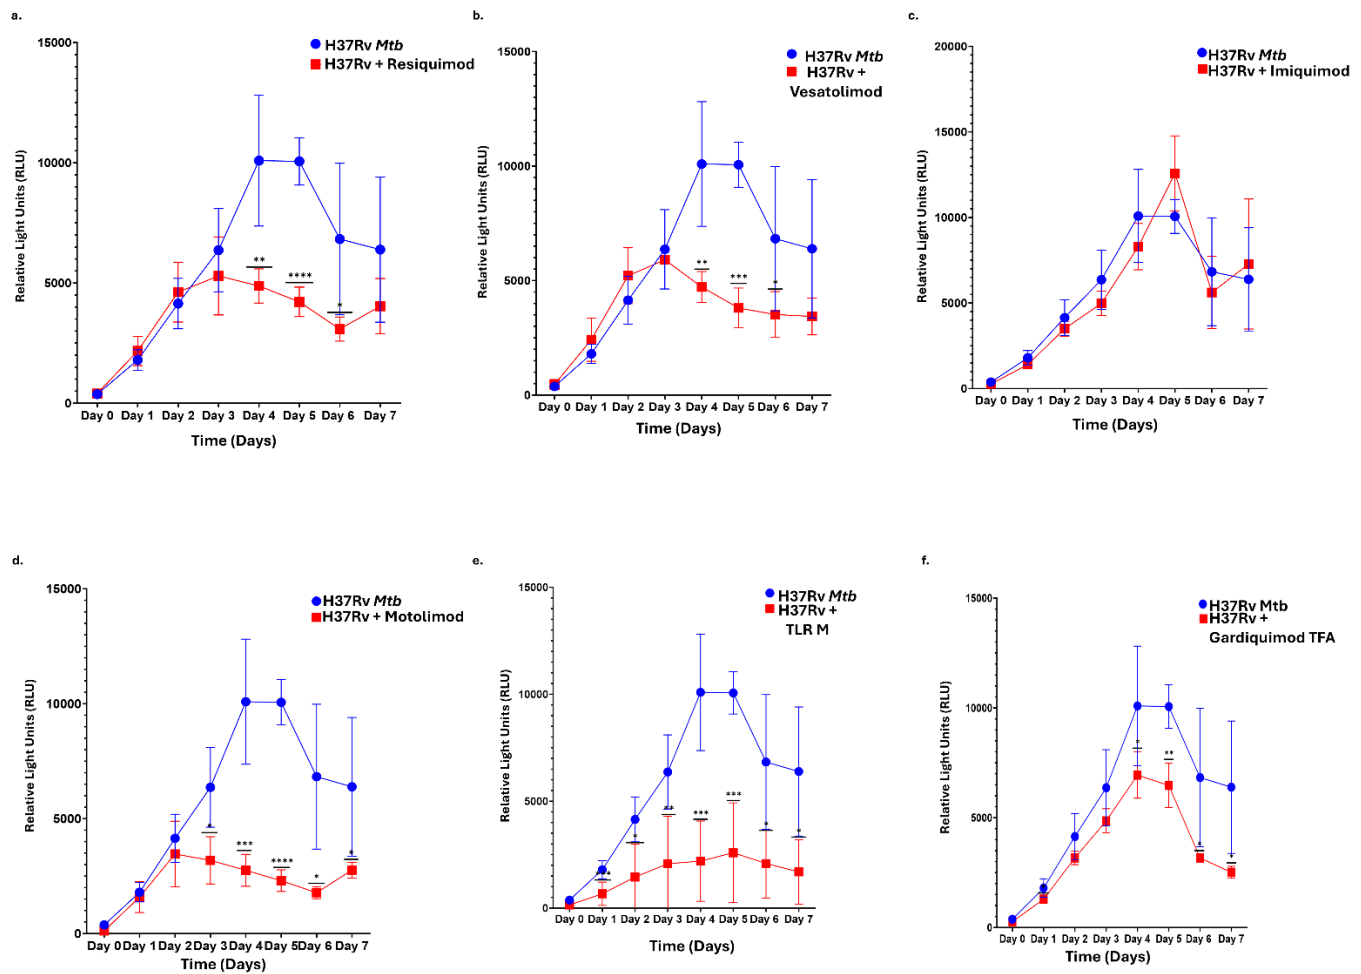 a.
15000
10000
5000
0
Relative Light Units (RLU)
H37Rv Mtb
H37Rv + Resiquimod
**
****
*
Day 0 Day 1 Day 2 Day 3 Day 4 Day 5 Day 6 Day 7
Time (Days)
b.
15000
10000
5000
0
Relative Light Units (RLU)
H37Rv Mtb
H37Rv +
Vesatolimod
**
***
*
Day 0 Day 1 Day 2 Day 3 Day 4 Day 5 Day 6 Day 7
Time (Days)
c.
20000
15000
10000
5000
0
Relative Light Units (RLU)
H37Rv Mtb
H37Rv + Imiquimod
Day 0 Day 1 Day 2 Day 3 Day 4 Day 5 Day 6 Day 7
Time (Days)
d.
15000
10000
5000
0
Relative Light Units (RLU)
H37Rv Mtb
H37Rv + Motolimod
*
***
****
*
*
Day 0 Day 1 Day 2 Day 3 Day 4 Day 5 Day 6 Day 7
Time (Days)
e.
15000
10000
5000
0
Relative Light Units (RLU)
H37Rv Mtb
H37Rv +
TLR M
*
**
***
***
*
*
Day 0 Day 1 Day 2 Day 3 Day 4 Day 5 Day 6 Day 7
Time (Days)
f.
15000
10000
5000
0
Relative Light Units (RLU)
H37Rv Mtb
H37Rv +
Gardiquimod TFA
*
**
*
*
Day 0 Day 1 Day 2 Day 3 Day 4 Day 5 Day 6 Day 7
Time (Days)